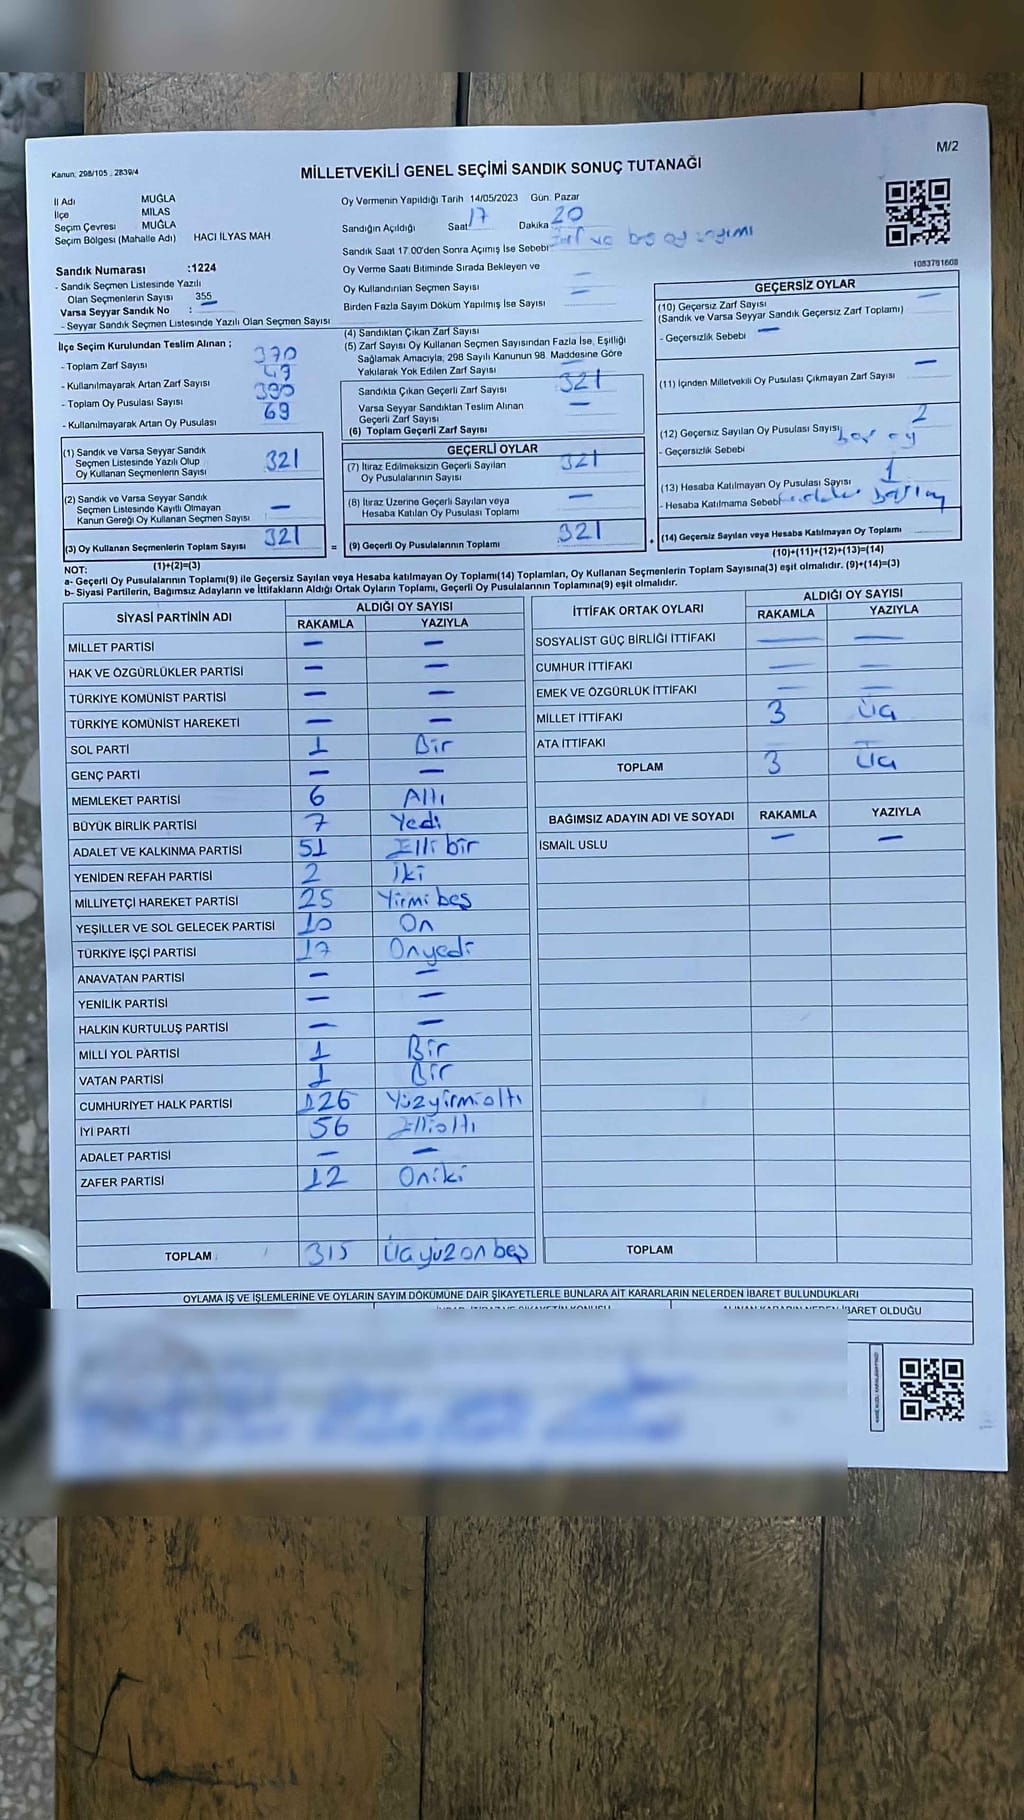 M/2
Kanun: 298/105 , 2839/4
MİLLETVEKİLİ GENEL SEÇİMİ SANDIK SONUÇ TUTANAĞI
İl Adı MUĞLA
İlçe MİLAS
Seçim Çevresi MUĞLA
Seçim Bölgesi (Mahalle Adı) HACI İLYAS MAH
Sandık Numarası :1224
- Sandık Seçmen Listesinde Yazılı
Olan Seçmenlerin Sayısı 355
Varsa Seyyar Sandık No :
- Seyyar Sandık Seçmen Listesinde Yazılı Olan Seçmen Sayısı
Oy Vermenin Yapıldığı Tarih 14/05/2023 Gün: Pazar
Sandığın Açıldığı Saat 17 Dakika 20
Sandık Saat 17.00'den Sonra Açımış İse Sebebi: Zarf ve boş oy sayımı
Oy Verme Saati Bitiminde Sırada Bekleyen ve
Oy Kullandırılan Seçmen Sayısı : —
Birden Fazla Sayım Döküm Yapılmış İse Sayısı
1083791608
İlçe Seçim Kurulundan Teslim Alınan ;
- Toplam Zarf Sayısı 370
- Kullanılmayarak Artan Zarf Sayısı 49
- Toplam Oy Pusulası Sayısı 390
- Kullanılmayarak Artan Oy Pusulası 69
(1) Sandık ve Varsa Seyyar Sandık
Seçmen Listesinde Yazılı Olup
Oy Kullanan Seçmenlerin Sayısı 321
(2) Sandık ve Varsa Seyyar Sandık
Seçmen Listesinde Kayıtlı Olmayan
Kanun Gereği Oy Kullanan Seçmen Sayısı —
(3) Oy Kullanan Seçmenlerin Toplam Sayısı 321
(1)+(2)=(3)
(4) Sandıktan Çıkan Zarf Sayısı
(5) Zarf Sayısı Oy Kullanan Seçmen Sayısından Fazla İse, Eşitliği
Sağlamak Amacıyla; 298 Sayılı Kanunun 98. Maddesine Göre
Yakılarak Yok Edilen Zarf Sayısı —
Sandıkta Çıkan Geçerli Zarf Sayısı 321
Varsa Seyyar Sandıktan Teslim Alınan
Geçerli Zarf Sayısı —
(6) Toplam Geçerli Zarf Sayısı
GEÇERLİ OYLAR
(7) İtiraz Edilmeksizin Geçerli Sayılan
Oy Pusulalarının Sayısı 321
(8) İtiraz Üzerine Geçerli Sayılan veya
Hesaba Katılan Oy Pusulası Toplamı —
= (9) Geçerli Oy Pusulalarının Toplamı 321
GEÇERSİZ OYLAR
(10) Geçersiz Zarf Sayısı —
(Sandık ve Varsa Seyyar Sandık Geçersiz Zarf Toplamı)
- Geçersizlik Sebebi —
(11) İçinden Milletvekili Oy Pusulası Çıkmayan Zarf Sayısı —
(12) Geçersiz Sayılan Oy Pusulası Sayısı 2
- Geçersizlik Sebebi boş oy
(13) Hesaba Katılmayan Oy Pusulası Sayısı 1
- Hesaba Katılmama Sebebi
(14) Geçersiz Sayılan veya Hesaba Katılmayan Oy Toplamı —
(10)+(11)+(12)+(13)=(14)
NOT:
a- Geçerli Oy Pusulalarının Toplamı(9) ile Geçersiz Sayılan veya Hesaba katılmayan Oy Toplamı(14) Toplamları, Oy Kullanan Seçmenlerin Toplam Sayısına(3) eşit olmalıdır. (9)+(14)=(3)
b- Siyasi Partilerin, Bağımsız Adayların ve İttifakların Aldığı Ortak Oyların Toplamı, Geçerli Oy Pusulalarının Toplamına(9) eşit olmalıdır.
SİYASİ PARTİNİN ADI ALDIĞI OY SAYISI
RAKAMLA YAZIYLA
MİLLET PARTİSİ — —
HAK VE ÖZGÜRLÜKLER PARTİSİ — —
TÜRKİYE KOMÜNİST PARTİSİ — —
TÜRKİYE KOMÜNİST HAREKETİ — —
SOL PARTİ 1 Bir
GENÇ PARTİ — —
MEMLEKET PARTİSİ 6 Altı
BÜYÜK BİRLİK PARTİSİ 7 Yedi
ADALET VE KALKINMA PARTİSİ 51 Elli bir
YENİDEN REFAH PARTİSİ 2 İki
MİLLİYETÇİ HAREKET PARTİSİ 25 Yirmi beş
YEŞİLLER VE SOL GELECEK PARTİSİ 10 On
TÜRKİYE İŞÇİ PARTİSİ 17 Onyedi
ANAVATAN PARTİSİ — —
YENİLİK PARTİSİ — —
HALKIN KURTULUŞ PARTİSİ — —
MİLLİ YOL PARTİSİ 1 Bir
VATAN PARTİSİ 1 Bir
CUMHURİYET HALK PARTİSİ 126 Yüzyirmialtı
İYİ PARTİ 56 Ellialtı
ADALET PARTİSİ — —
ZAFER PARTİSİ 12 Oniki
TOPLAM 315 Üçyüz on beş
İTTİFAK ORTAK OYLARI ALDIĞI OY SAYISI
RAKAMLA YAZIYLA
SOSYALİST GÜÇ BİRLİĞİ İTTİFAKI — —
CUMHUR İTTİFAKI — —
EMEK VE ÖZGÜRLÜK İTTİFAKI — —
MİLLET İTTİFAKI 3 Üç
ATA İTTİFAKI — —
TOPLAM 3 Üç
BAĞIMSIZ ADAYIN ADI VE SOYADI RAKAMLA YAZIYLA
İSMAİL USLU — —
TOPLAM
OYLAMA İŞ VE İŞLEMLERİNE VE OYLARIN SAYIM DÖKÜMÜNE DAİR ŞİKAYETLERLE BUNLARA AİT KARARLARIN NELERDEN İBARET BULUNDUKLARI
İBARET OLDUĞU